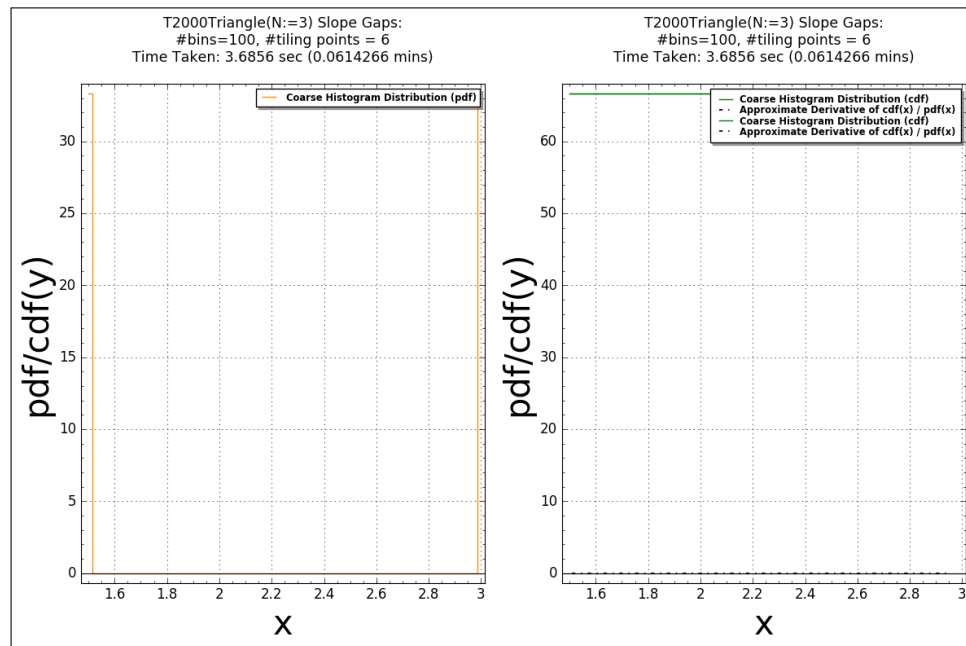 T2000Triangle(N:=3) Slope Gaps:
#bins=100, #tiling points = 6
Time Taken: 3.6856 sec (0.0614266 mins)
Coarse Histogram Distribution (pdf)
pdf/cdf(y)
30
25
20
15
10
5
0
1.6
1.8
2
2.2
2.4
2.6
2.8
3
x
T2000Triangle(N:=3) Slope Gaps:
#bins=100, #tiling points = 6
Time Taken: 3.6856 sec (0.0614266 mins)
Coarse Histogram Distribution (cdf)
Approximate Derivative of cdf(x) / pdf(x)
Coarse Histogram Distribution (cdf)
Approximate Derivative of cdf(x) / pdf(x)
pdf/cdf(y)
60
50
40
30
20
10
0
1.6
1.8
2
2.2
2.4
2.6
2.8
3
x